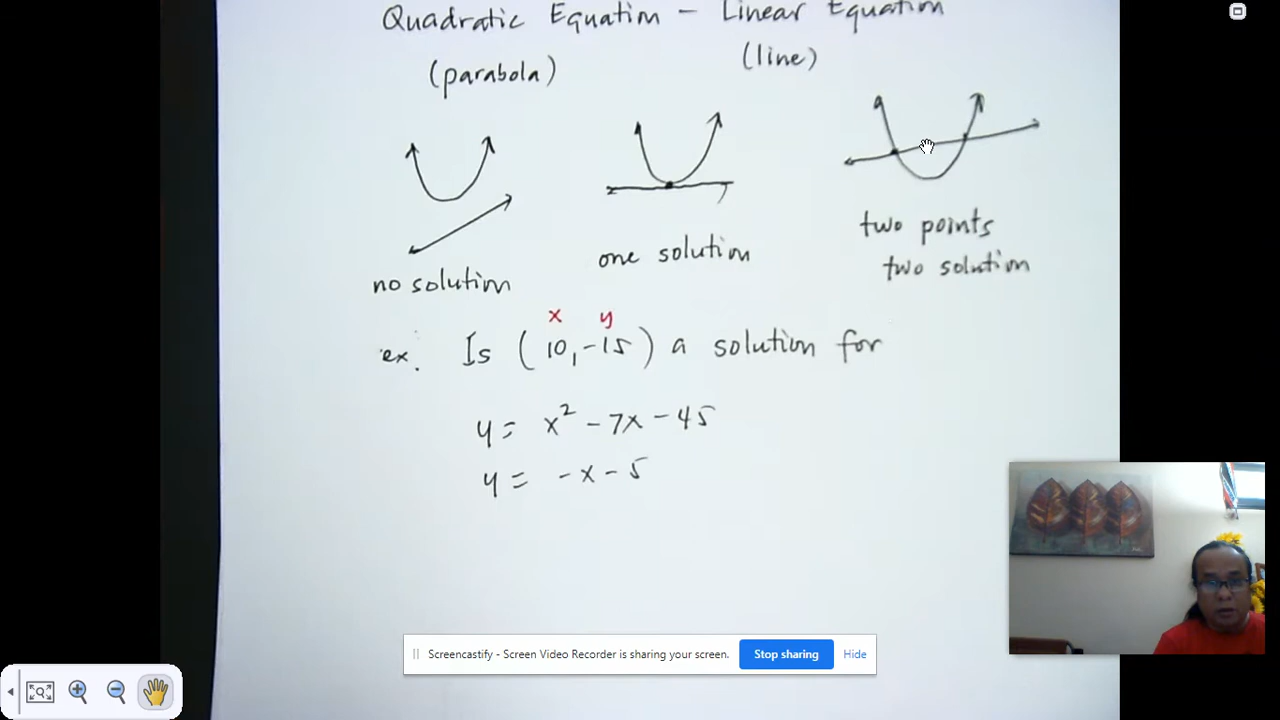 Quadratic Equation - Linear Equation
(parabola) (line)
no solution
one solution
two points
two solution
x y
ex. Is (10, -15) a solution for
y = x² - 7x - 45
y = -x - 5
Screencastify - Screen Video Recorder is sharing your screen. Stop sharing Hide